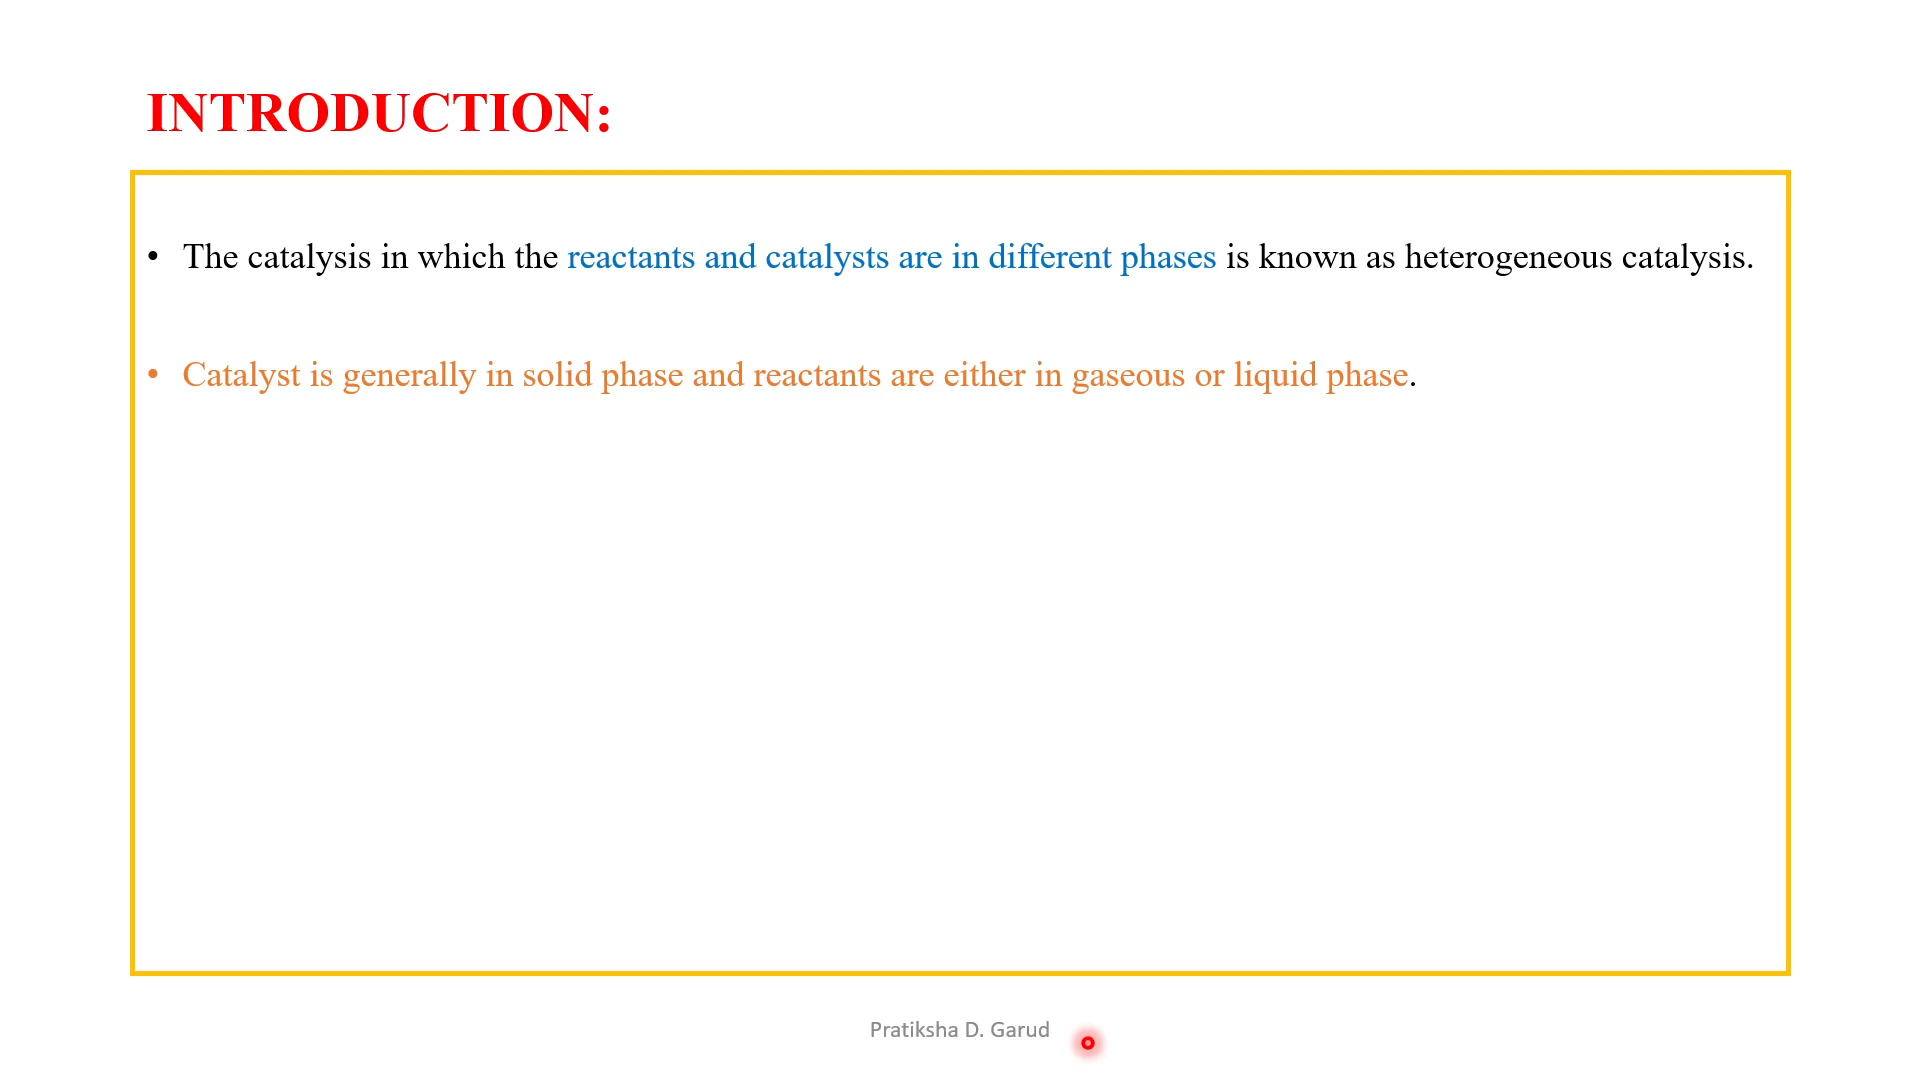 INTRODUCTION:
• The catalysis in which the reactants and catalysts are in different phases is known as heterogeneous catalysis.
• Catalyst is generally in solid phase and reactants are either in gaseous or liquid phase.
Pratiksha D. Garud